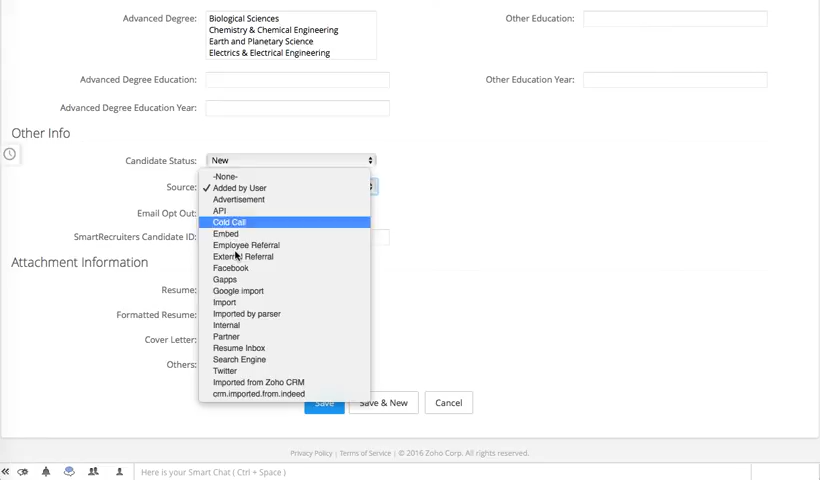 Advanced Degree:
Biological Sciences
Chemistry & Chemical Engineering
Earth and Planetary Science
Electrics & Electrical Engineering
Other Education:
Advanced Degree Education:
Other Education Year:
Advanced Degree Education Year:
Other Info
Candidate Status:
New
Source:
-None-
✓ Added by User
Advertisement
API
Cold Call
Embed
Employee Referral
External Referral
Facebook
Gapps
Google import
Import
Imported by parser
Internal
Partner
Resume Inbox
Search Engine
Twitter
Imported from Zoho CRM
crm.imported.from.indeed
Email Opt Out:
SmartRecruiters Candidate ID:
Attachment Information
Resume:
Formatted Resume:
Cover Letter:
Others:
Save
Save & New
Cancel
Privacy Policy | Terms of Service | © 2016 Zoho Corp. All rights reserved.
Here is your Smart Chat ( Ctrl + Space )